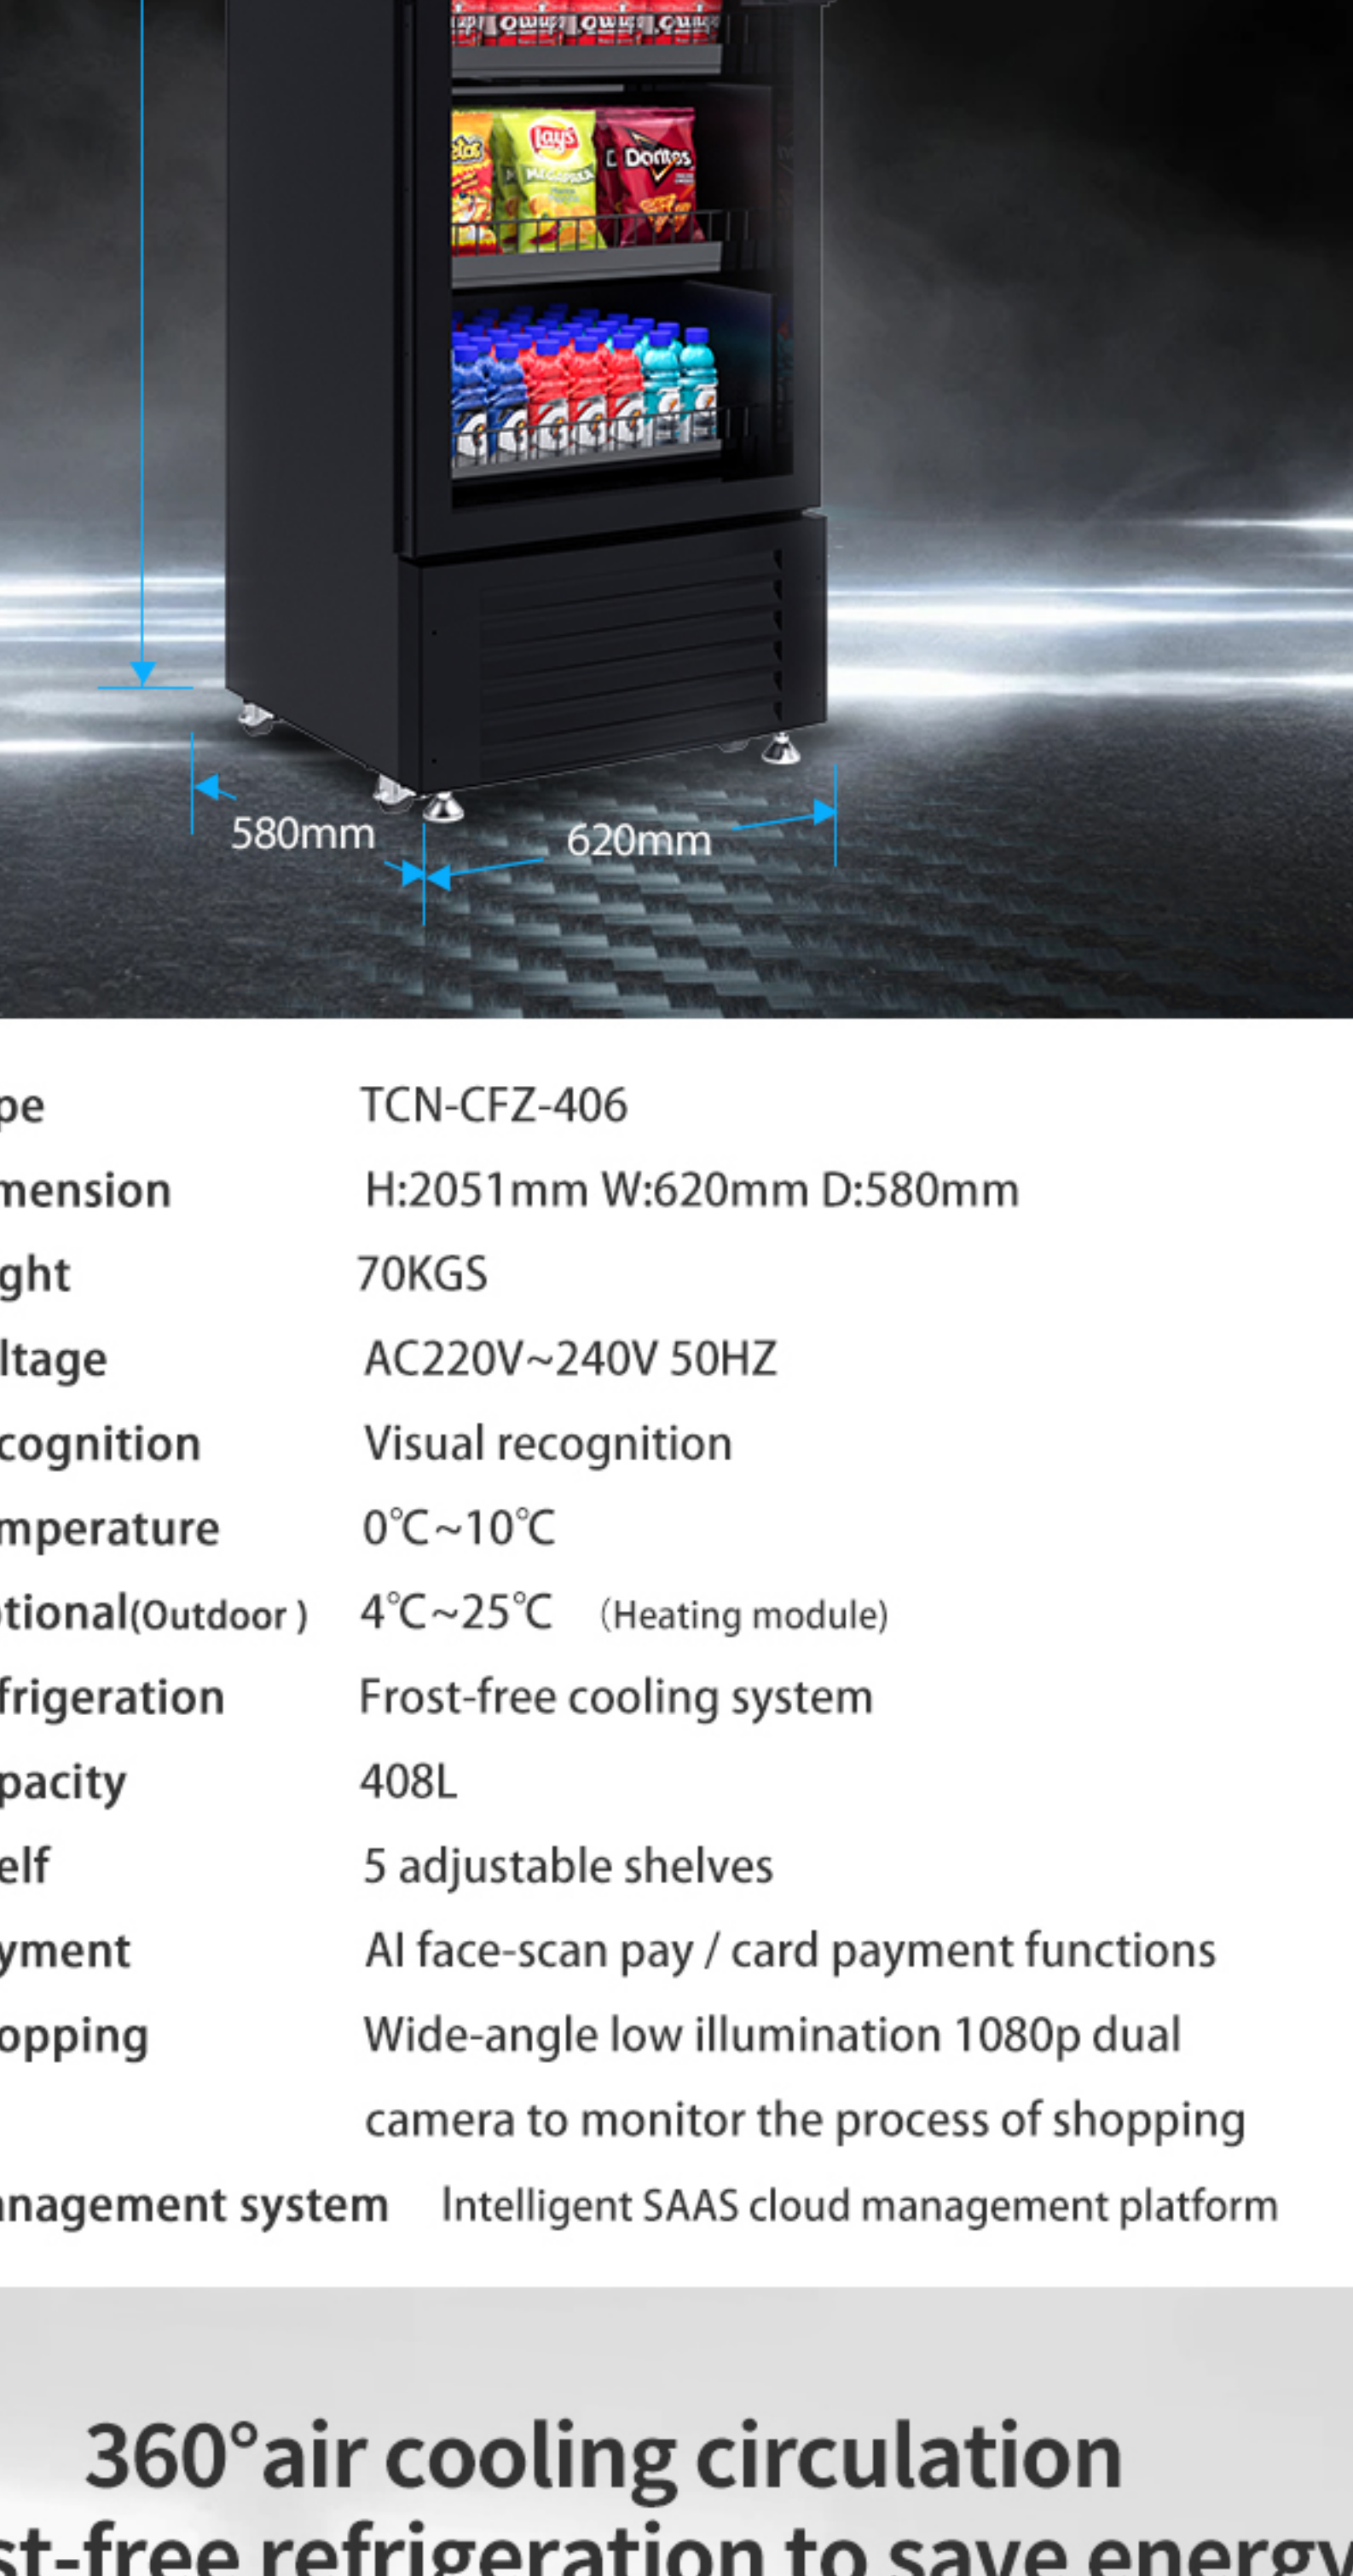 Lay's
Doritos
580mm
620mm
pe TCN-CFZ-406
mension H:2051mm W:620mm D:580mm
ght 70KGS
ltage AC220V~240V 50HZ
cognition Visual recognition
mperature 0℃~10℃
tional(Outdoor ) 4℃~25℃ (Heating module)
frigeration Frost-free cooling system
pacity 408L
elf 5 adjustable shelves
yment AI face-scan pay / card payment functions
opping Wide-angle low illumination 1080p dual
camera to monitor the process of shopping
nagement system Intelligent SAAS cloud management platform
360°air cooling circulation
st-free refrigeration to save energy